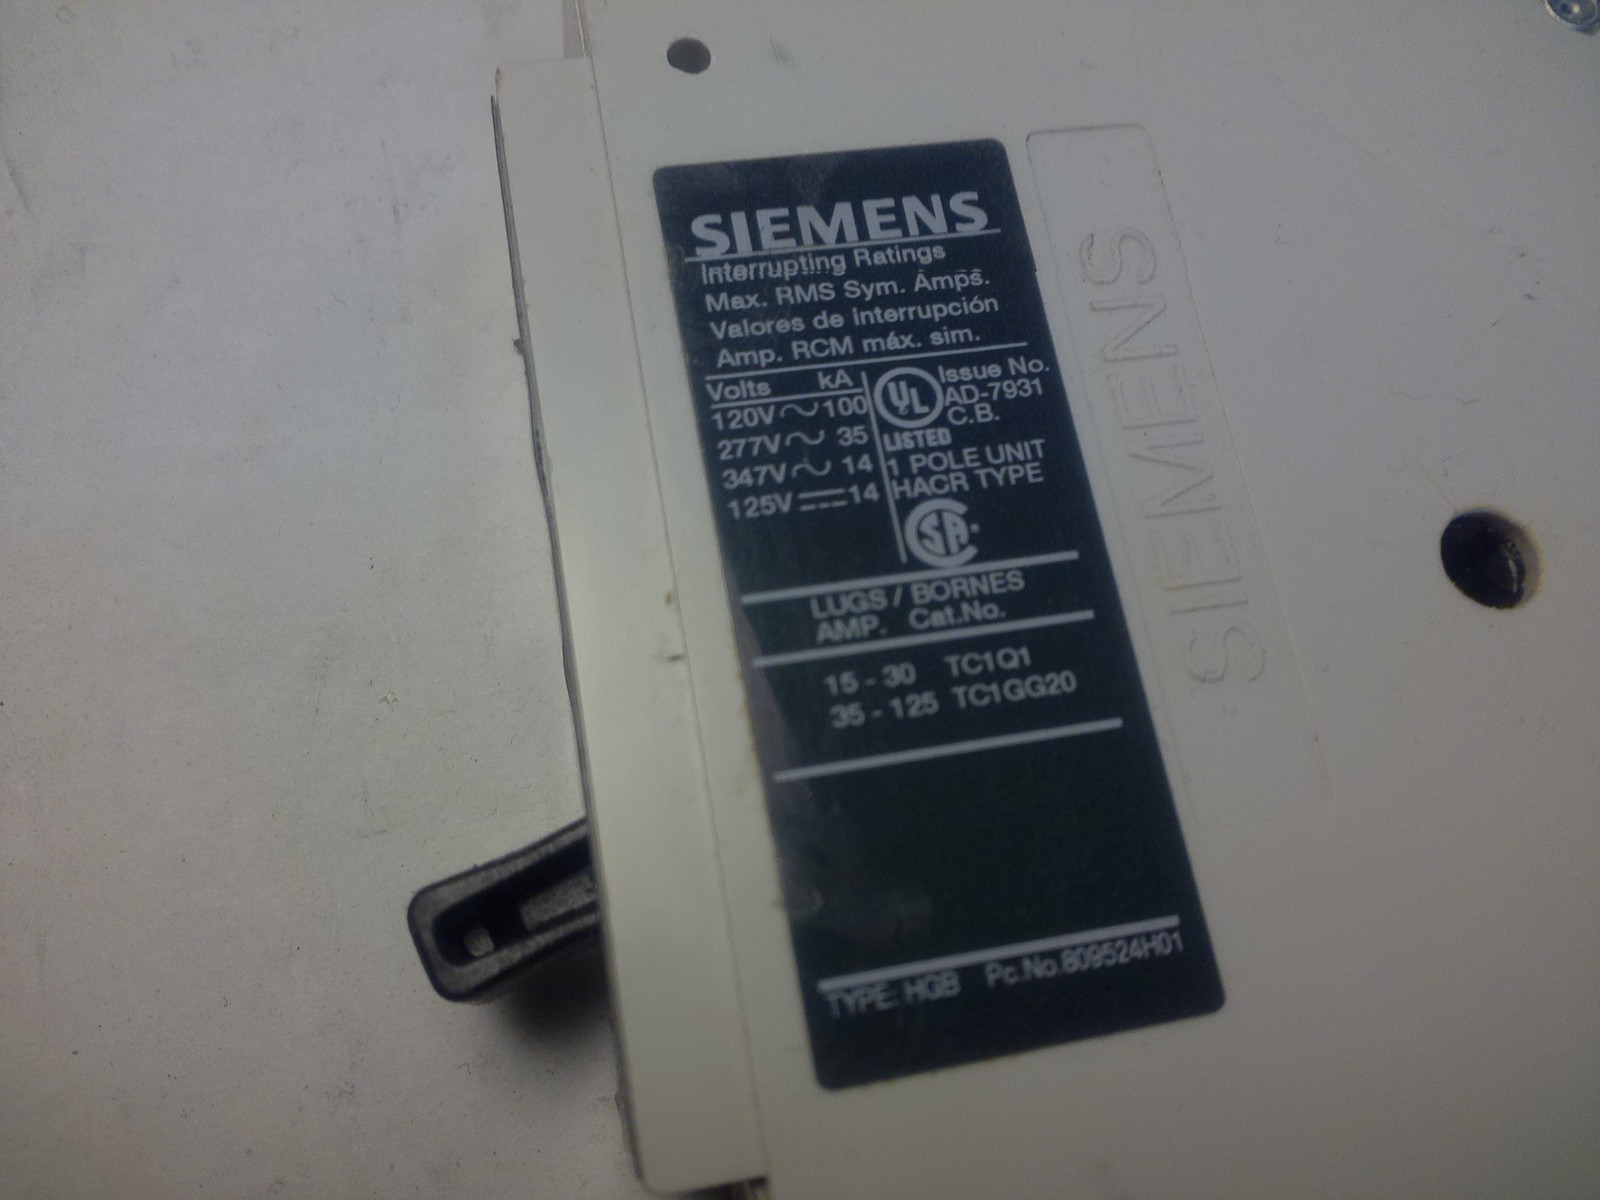 SIEMENS
Interrupting Ratings
Max. RMS Sym. Amps.
Valores de interrupción
Amp. RCM máx. sim.
Volts kA
120V ~ 100
277V ~ 35
347V ~ 14
125V ⎓ 14
UL
Issue No.
AD-7931
C.B.
LISTED
1 POLE UNIT
HACR TYPE
SA
LUGS / BORNES
AMP. Cat.No.
15 - 30 TC1Q1
35 - 125 TC1GG20
TYPE: HGB Pc.No.809524H01
SIEMENS